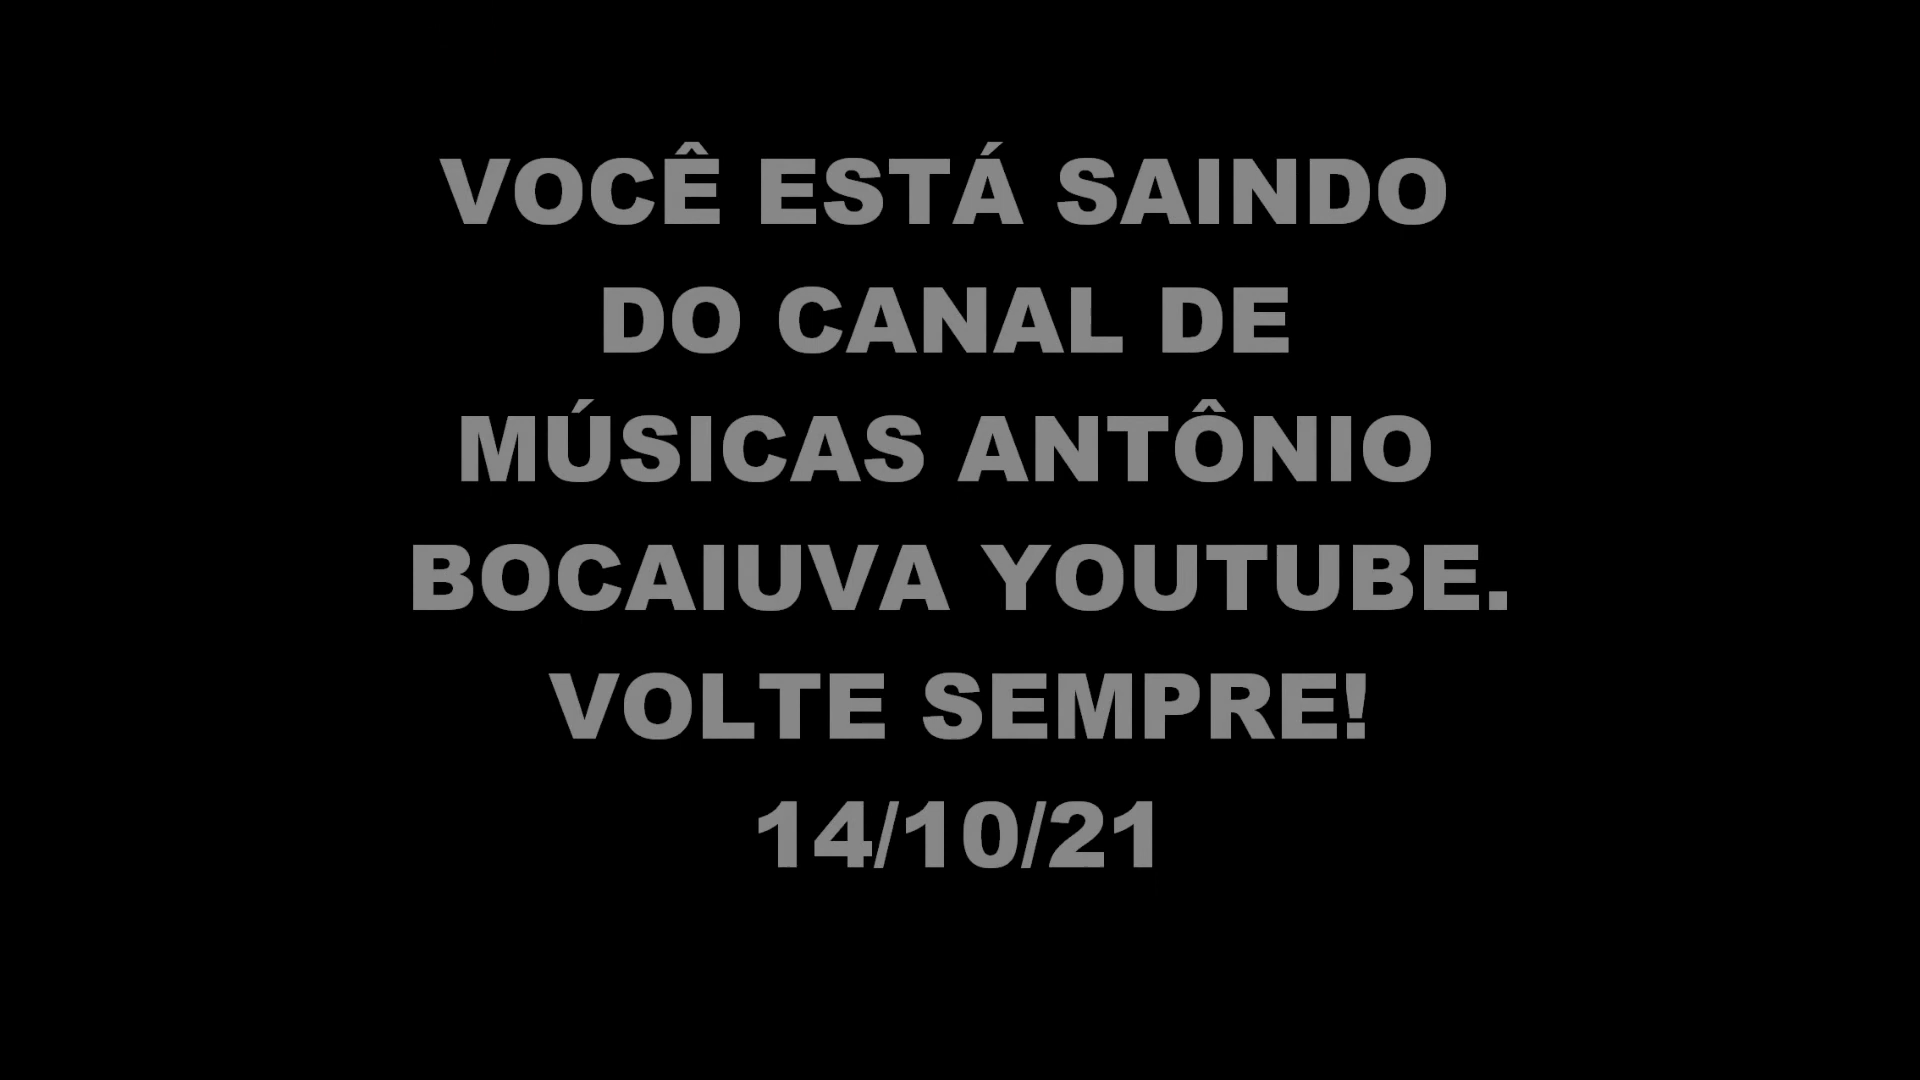 VOCÊ ESTÁ SAINDO
DO CANAL DE
MÚSICAS ANTÔNIO
BOCAIUVA YOUTUBE.
VOLTE SEMPRE!
14/10/21